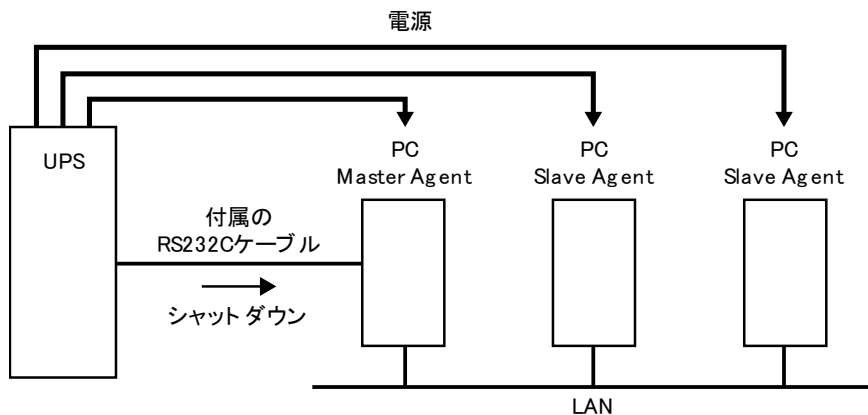 電源
UPS
PC
Master Agent
PC
Slave Agent
PC
Slave Agent
付属の
RS232Cケーブル
シャットダウン
LAN